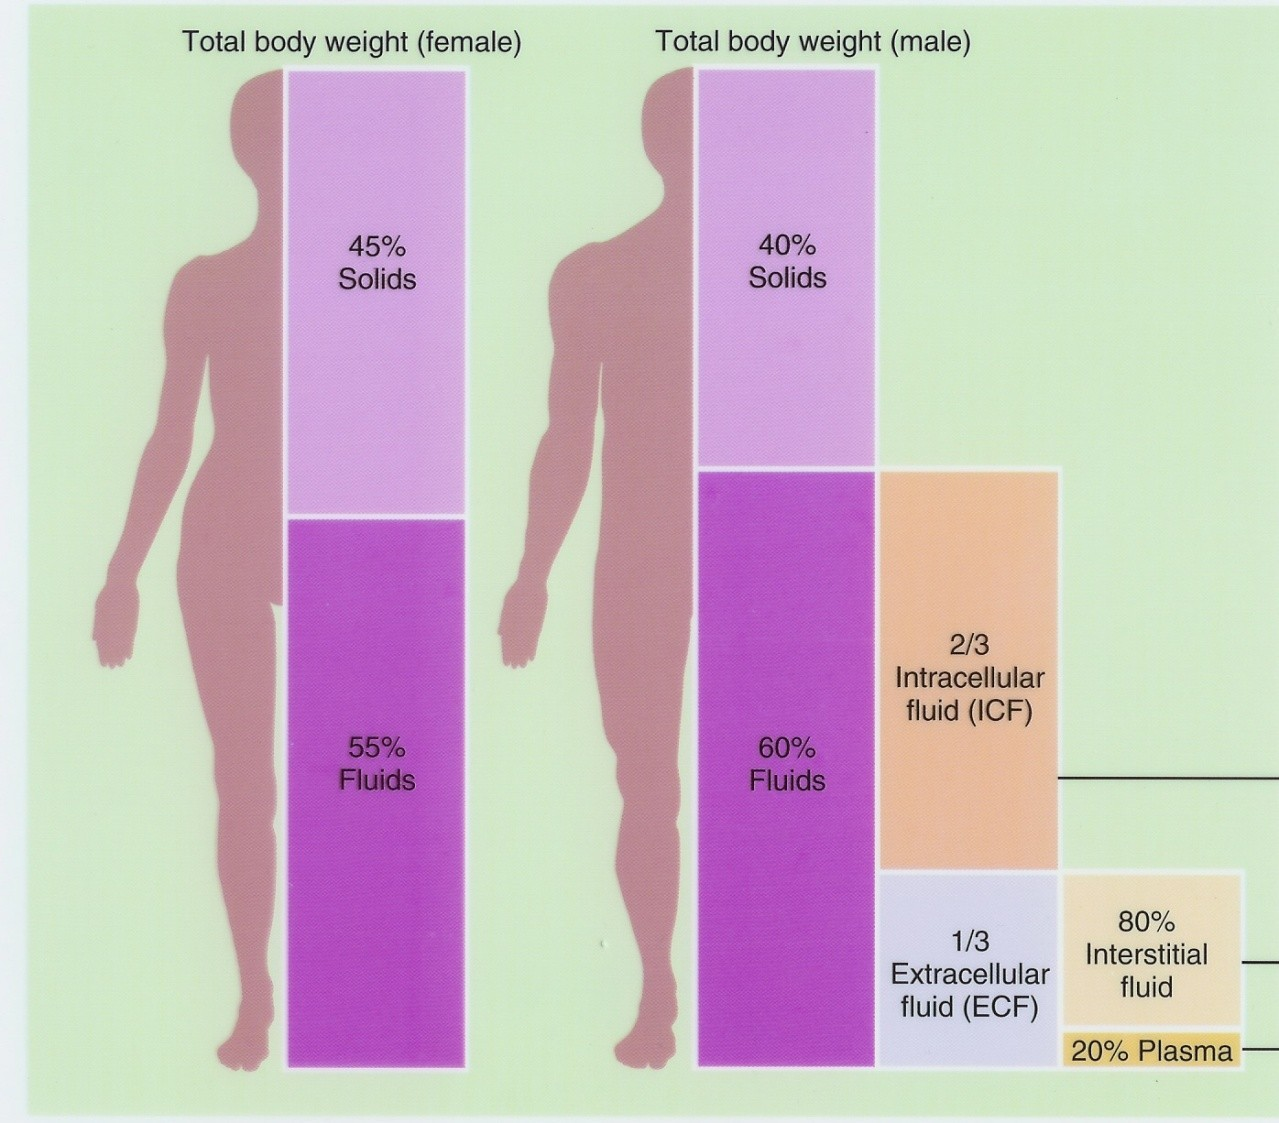 Total body weight (female)
Total body weight (male)
45%
Solids
40%
Solids
55%
Fluids
60%
Fluids
2/3
Intracellular
fluid (ICF)
1/3
Extracellular
fluid (ECF)
80%
Interstitial
fluid
20% Plasma